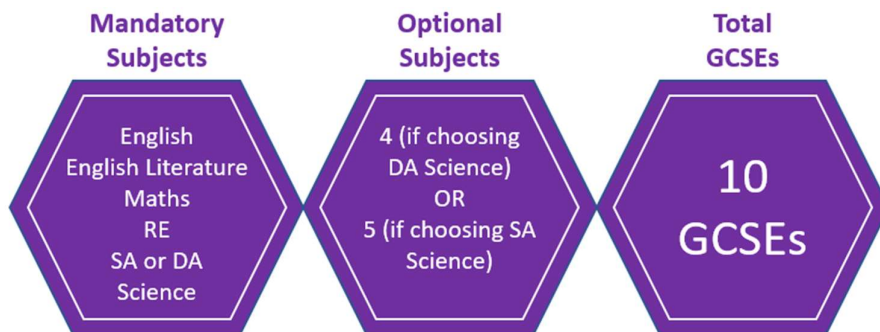 Mandatory
Subjects
English
English Literature
Maths
RE
SA or DA
Science
Optional
Subjects
4 (if choosing
DA Science)
OR
5 (if choosing SA
Science)
Total
GCSEs
10
GCSEs